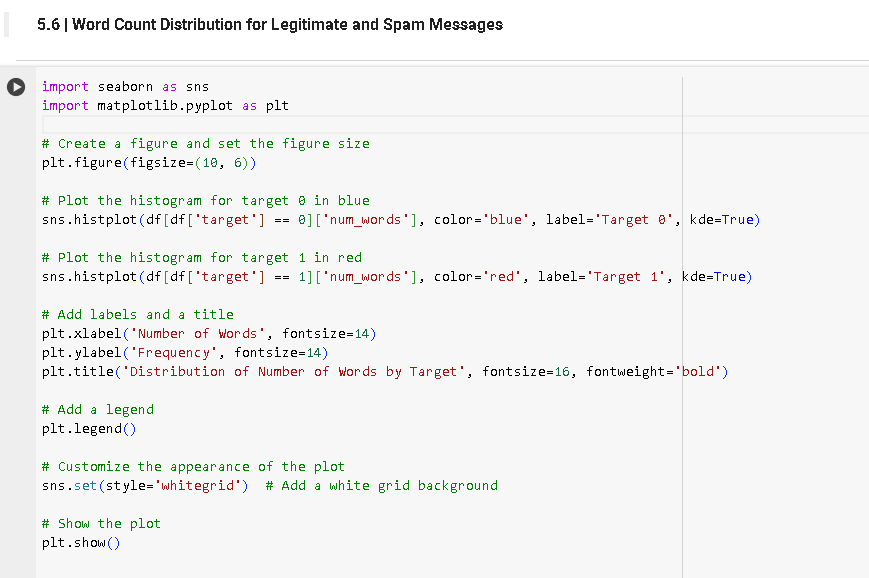 5.6 | Word Count Distribution for Legitimate and Spam Messages
import seaborn as sns
import matplotlib.pyplot as plt
# Create a figure and set the figure size
plt.figure(figsize=(10, 6))
# Plot the histogram for target 0 in blue
sns.histplot(df[df['target'] == 0]['num_words'], color='blue', label='Target 0', kde=True)
# Plot the histogram for target 1 in red
sns.histplot(df[df['target'] == 1]['num_words'], color='red', label='Target 1', kde=True)
# Add labels and a title
plt.xlabel('Number of Words', fontsize=14)
plt.ylabel('Frequency', fontsize=14)
plt.title('Distribution of Number of Words by Target', fontsize=16, fontweight='bold')
# Add a legend
plt.legend()
# Customize the appearance of the plot
sns.set(style='whitegrid')  # Add a white grid background
# Show the plot
plt.show()